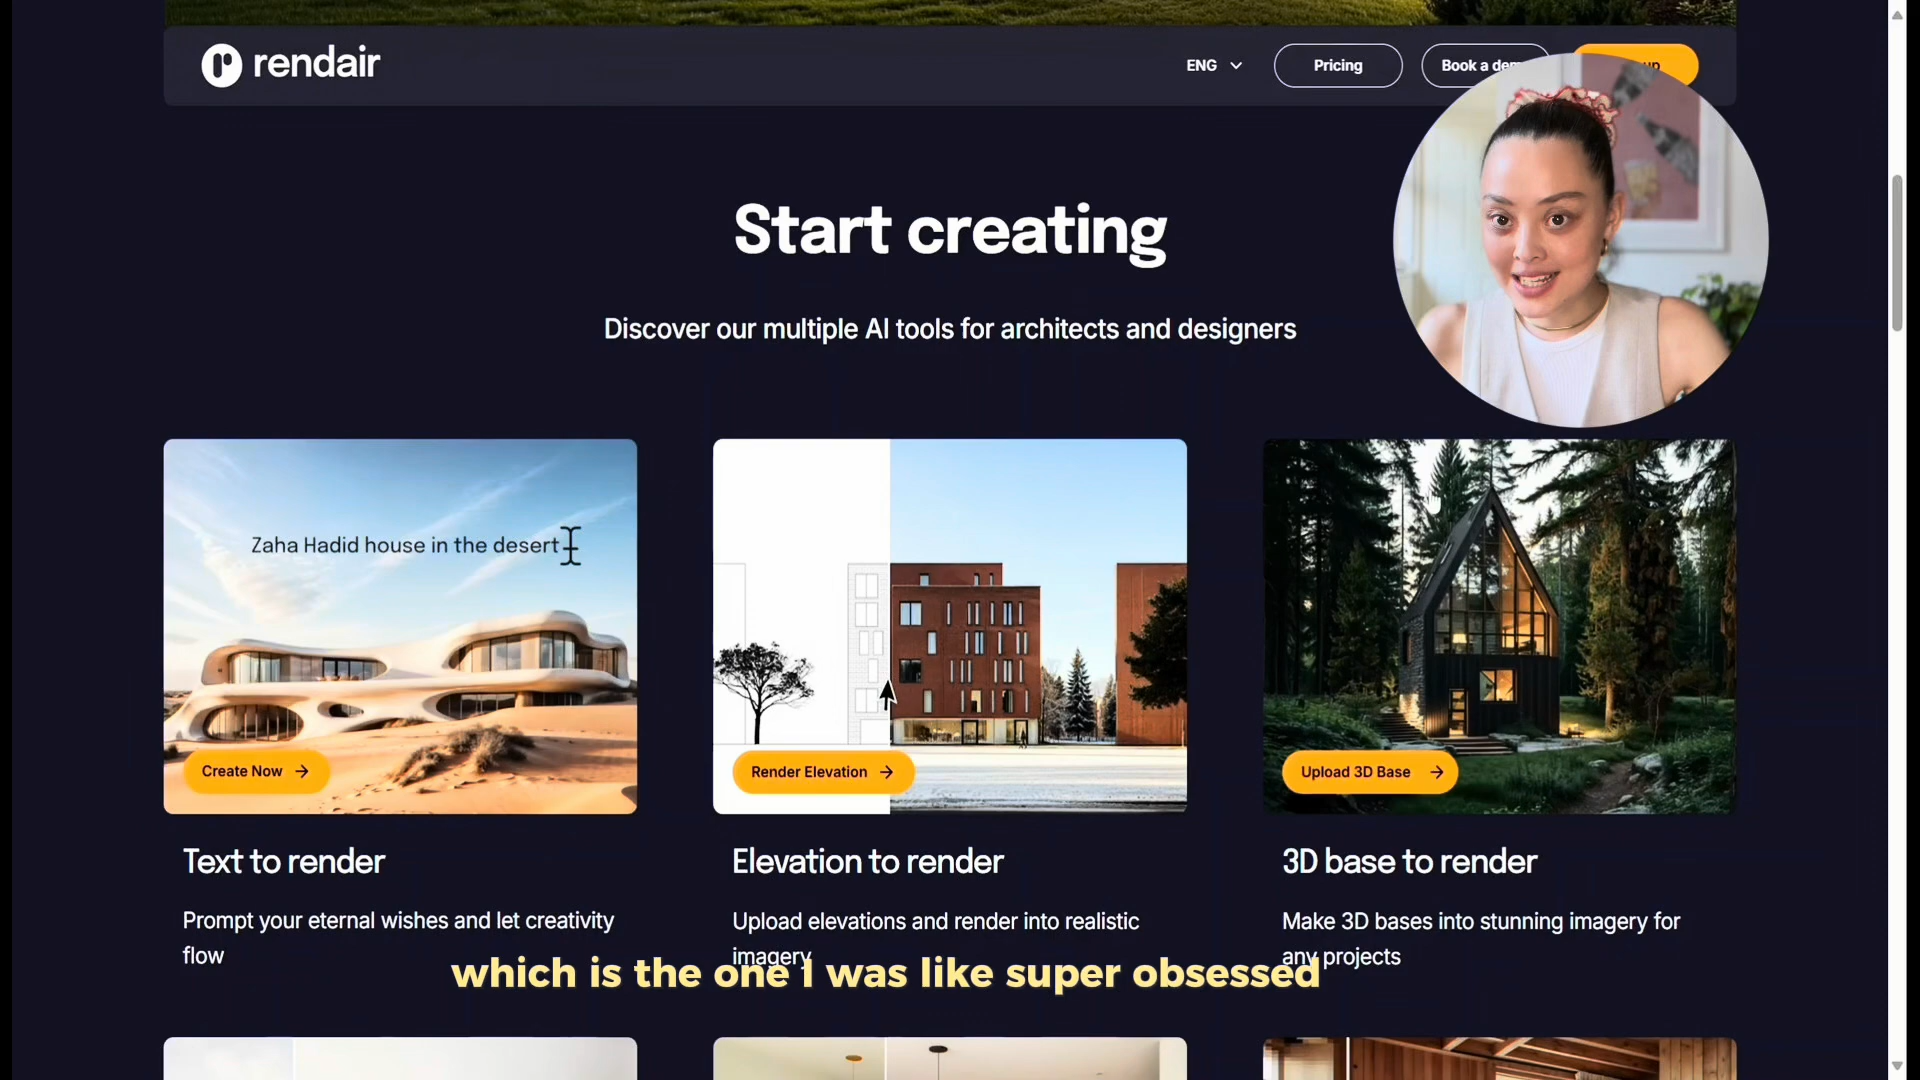 rendair
ENG
Pricing
Book a dem
up
Start creating
Discover our multiple AI tools for architects and designers
Zaha Hadid house in the desert
Create Now
Render Elevation
Upload 3D Base
Text to render
Elevation to render
3D base to render
Prompt your eternal wishes and let creativity
flow
Upload elevations and render into realistic
imagery
Make 3D bases into stunning imagery for
any projects
which is the one I was like super obsessed